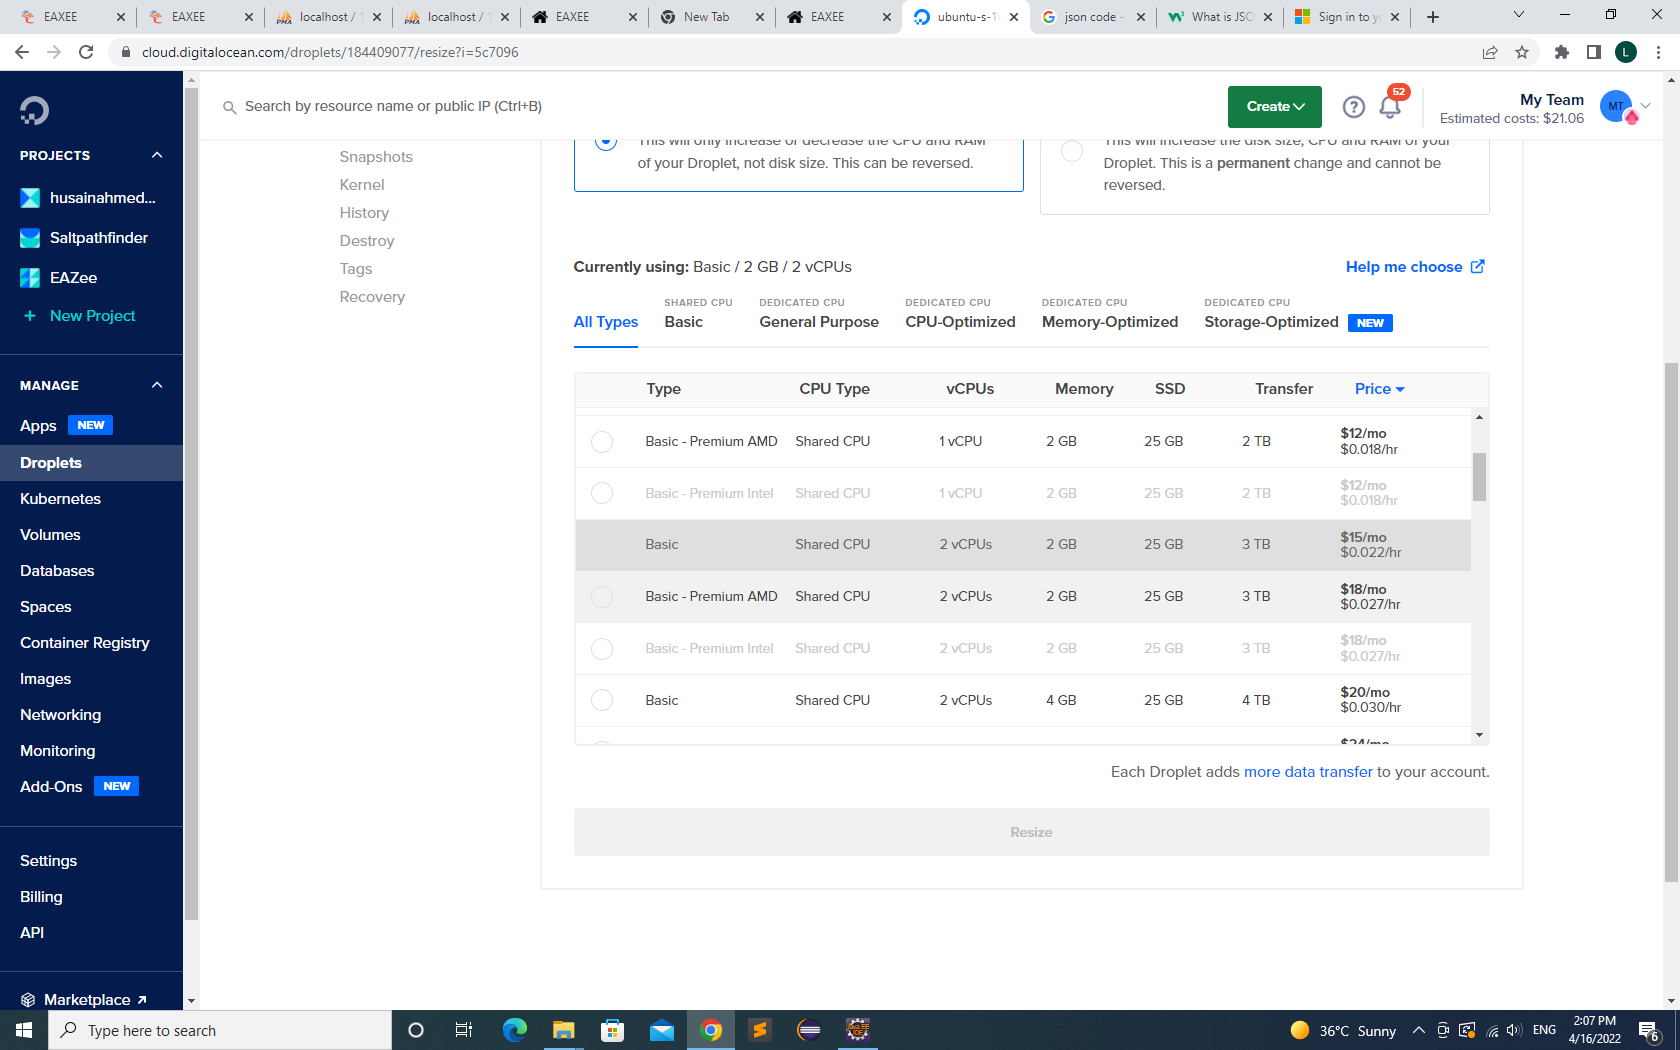 EAXEE
EAXEE
localhost /
localhost /
EAXEE
New Tab
EAXEE
ubuntu-s-1
json code -
What is JSO
Sign in to y
cloud.digitalocean.com/droplets/184409077/resize?i=5c7096
L
Search by resource name or public IP (Ctrl+B)
Create
52
My Team
Estimated costs: $21.06
MT
PROJECTS
husainahmed...
Saltpathfinder
EAZee
+ New Project
MANAGE
Apps NEW
Droplets
Kubernetes
Volumes
Databases
Spaces
Container Registry
Images
Networking
Monitoring
Add-Ons NEW
Settings
Billing
API
Marketplace
Snapshots
Kernel
History
Destroy
Tags
Recovery
This will only increase or decrease the CPU and RAM
of your Droplet, not disk size. This can be reversed.
This will increase the disk size, CPU and RAM of your
Droplet. This is a permanent change and cannot be
reversed.
Currently using: Basic / 2 GB / 2 vCPUs
Help me choose
All Types
SHARED CPU
Basic
DEDICATED CPU
General Purpose
DEDICATED CPU
CPU-Optimized
DEDICATED CPU
Memory-Optimized
DEDICATED CPU
Storage-Optimized NEW
Type CPU Type vCPUs Memory SSD Transfer Price
Basic - Premium AMD Shared CPU 1 vCPU 2 GB 25 GB 2 TB $12/mo
$0.018/hr
Basic - Premium Intel Shared CPU 1 vCPU 2 GB 25 GB 2 TB $12/mo
$0.018/hr
Basic Shared CPU 2 vCPUs 2 GB 25 GB 3 TB $15/mo
$0.022/hr
Basic - Premium AMD Shared CPU 2 vCPUs 2 GB 25 GB 3 TB $18/mo
$0.027/hr
Basic - Premium Intel Shared CPU 2 vCPUs 2 GB 25 GB 3 TB $18/mo
$0.027/hr
Basic Shared CPU 2 vCPUs 4 GB 25 GB 4 TB $20/mo
$0.030/hr
$24/mo
Each Droplet adds more data transfer to your account.
Resize
Type here to search
36°C Sunny
ENG
2:07 PM
4/16/2022
6